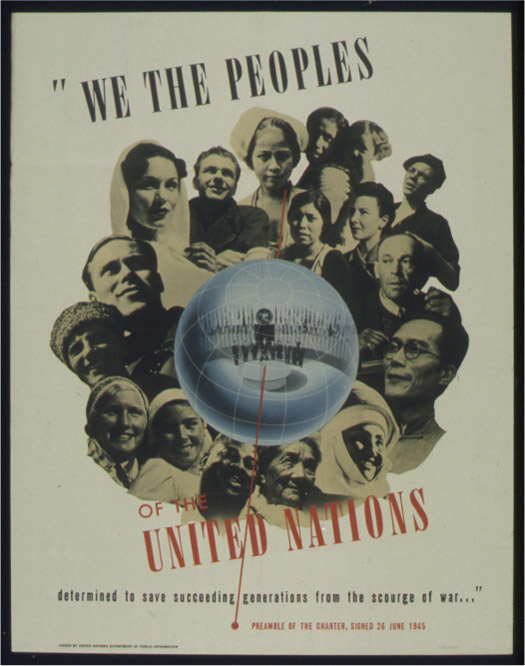 " WE THE PEOPLES
OF THE
UNITED NATIONS
determined to save succeeding generations from the scourge of war..."
PREAMBLE OF THE CHARTER, SIGNED 26 JUNE 1945